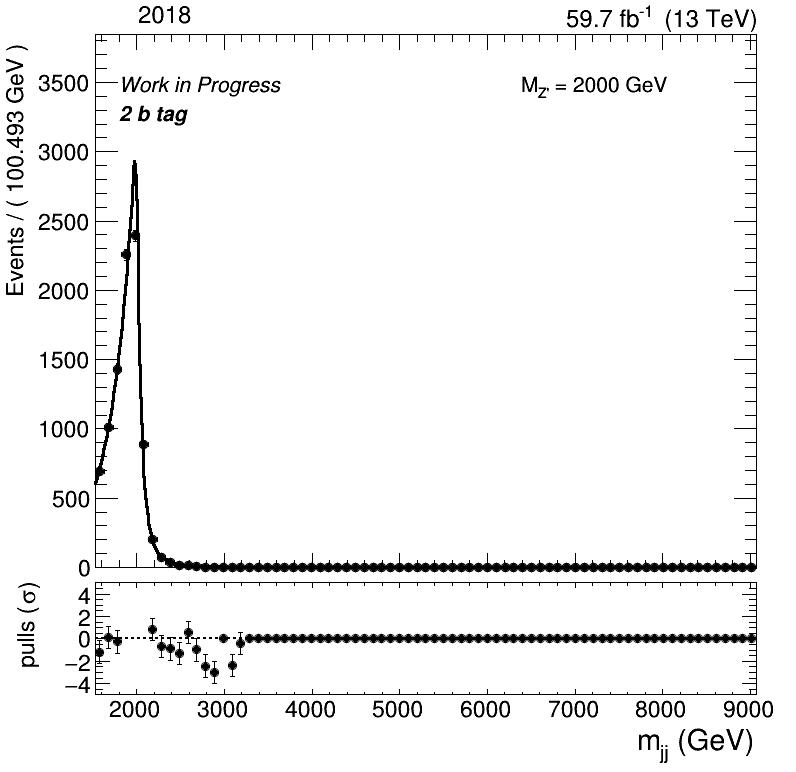 2018
59.7 fb⁻¹ (13 TeV)
Events / ( 100.493 GeV )
Work in Progress
2 b tag
M_Z' = 2000 GeV
3500
3000
2500
2000
1500
1000
500
0
pulls (σ)
4
2
0
−2
−4
2000 3000 4000 5000 6000 7000 8000 9000
m_jj (GeV)